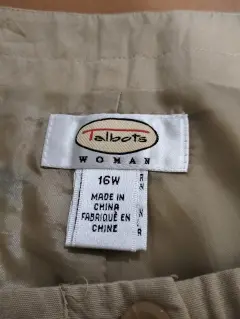 Talbots
WOMAN
16W
MADE IN
CHINA
FABRIQUÉ EN
CHINE